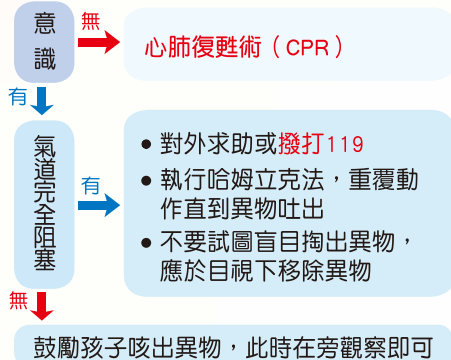 意識
無
心肺復甦術（CPR）
有
氣道完全阻塞
有
● 對外求助或撥打119
● 執行哈姆立克法，重覆動
作直到異物吐出
● 不要試圖盲目掏出異物，
應於目視下移除異物
無
鼓勵孩子咳出異物，此時在旁觀察即可